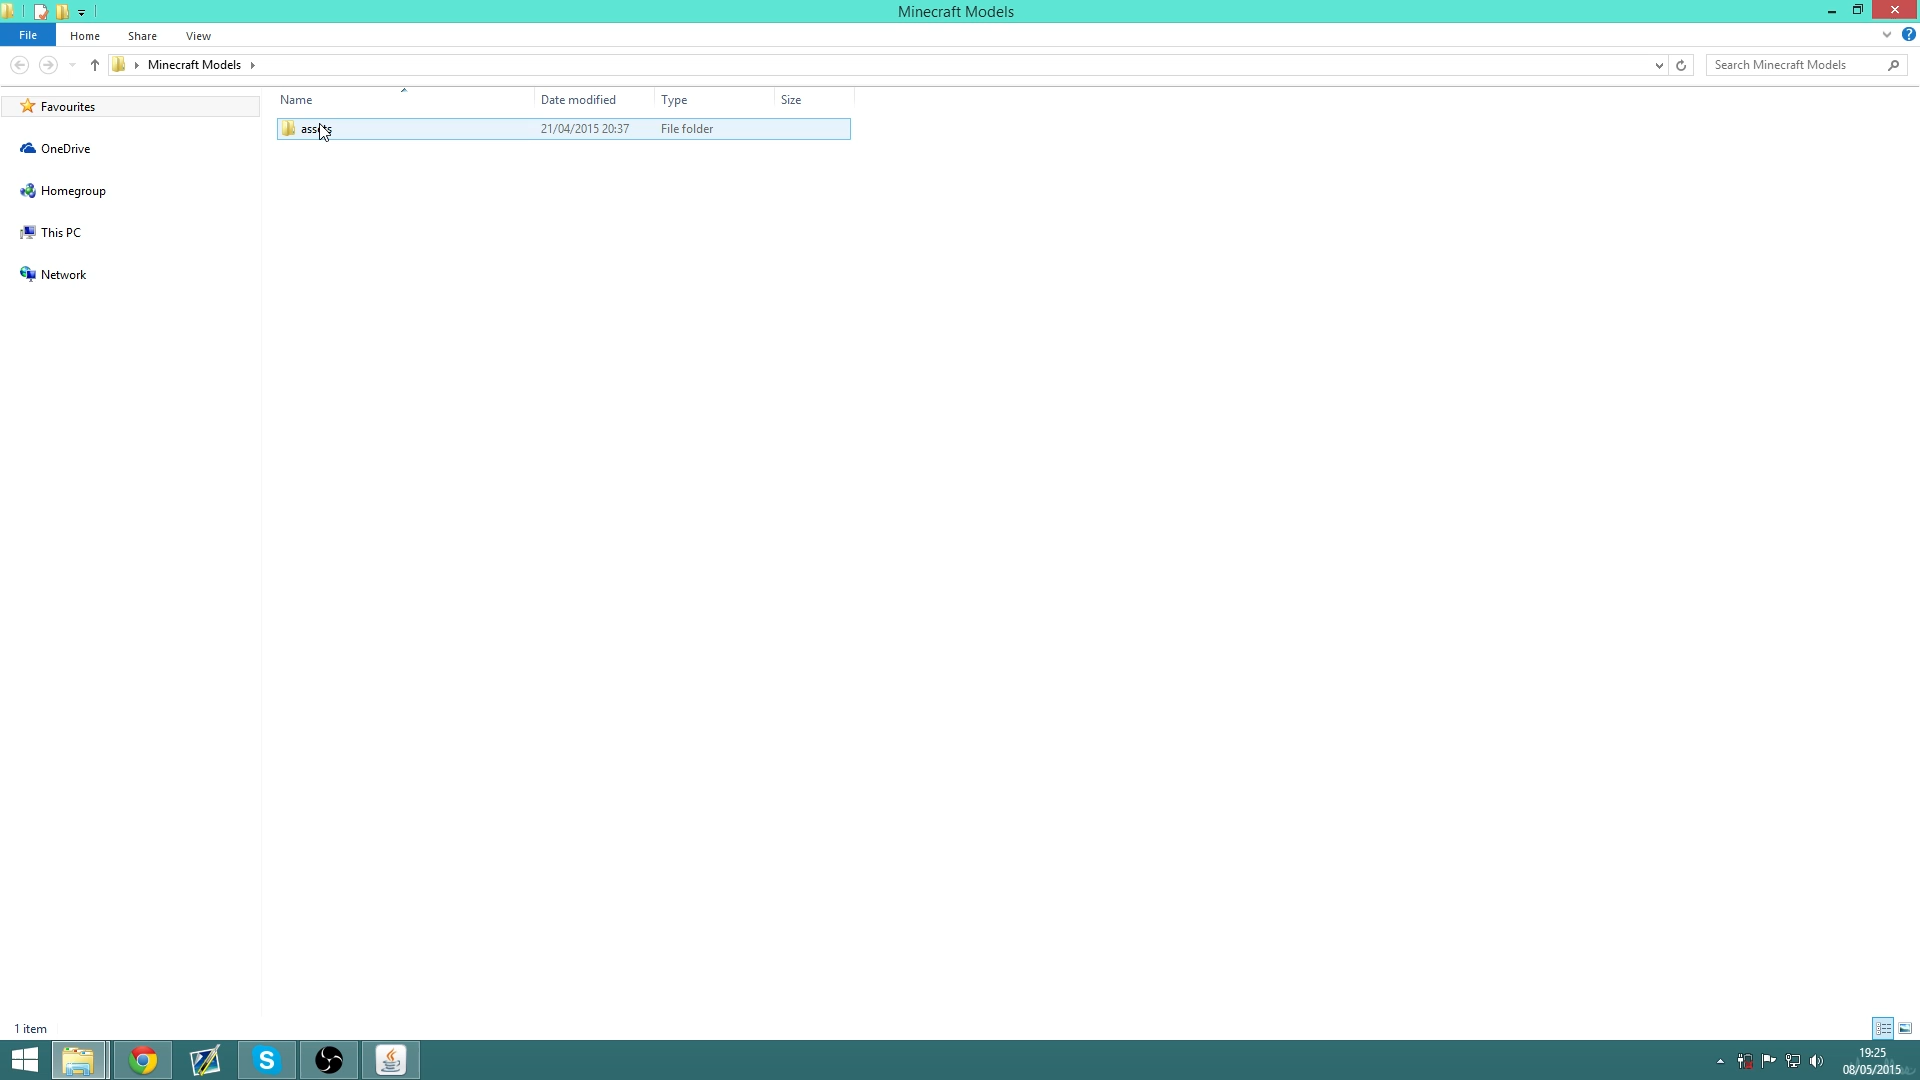 Minecraft Models
File Home Share View
Minecraft Models
Search Minecraft Models
Name Date modified Type Size
Favourites
assets 21/04/2015 20:37 File folder
OneDrive
Homegroup
This PC
Network
1 item
S
19:25
08/05/2015